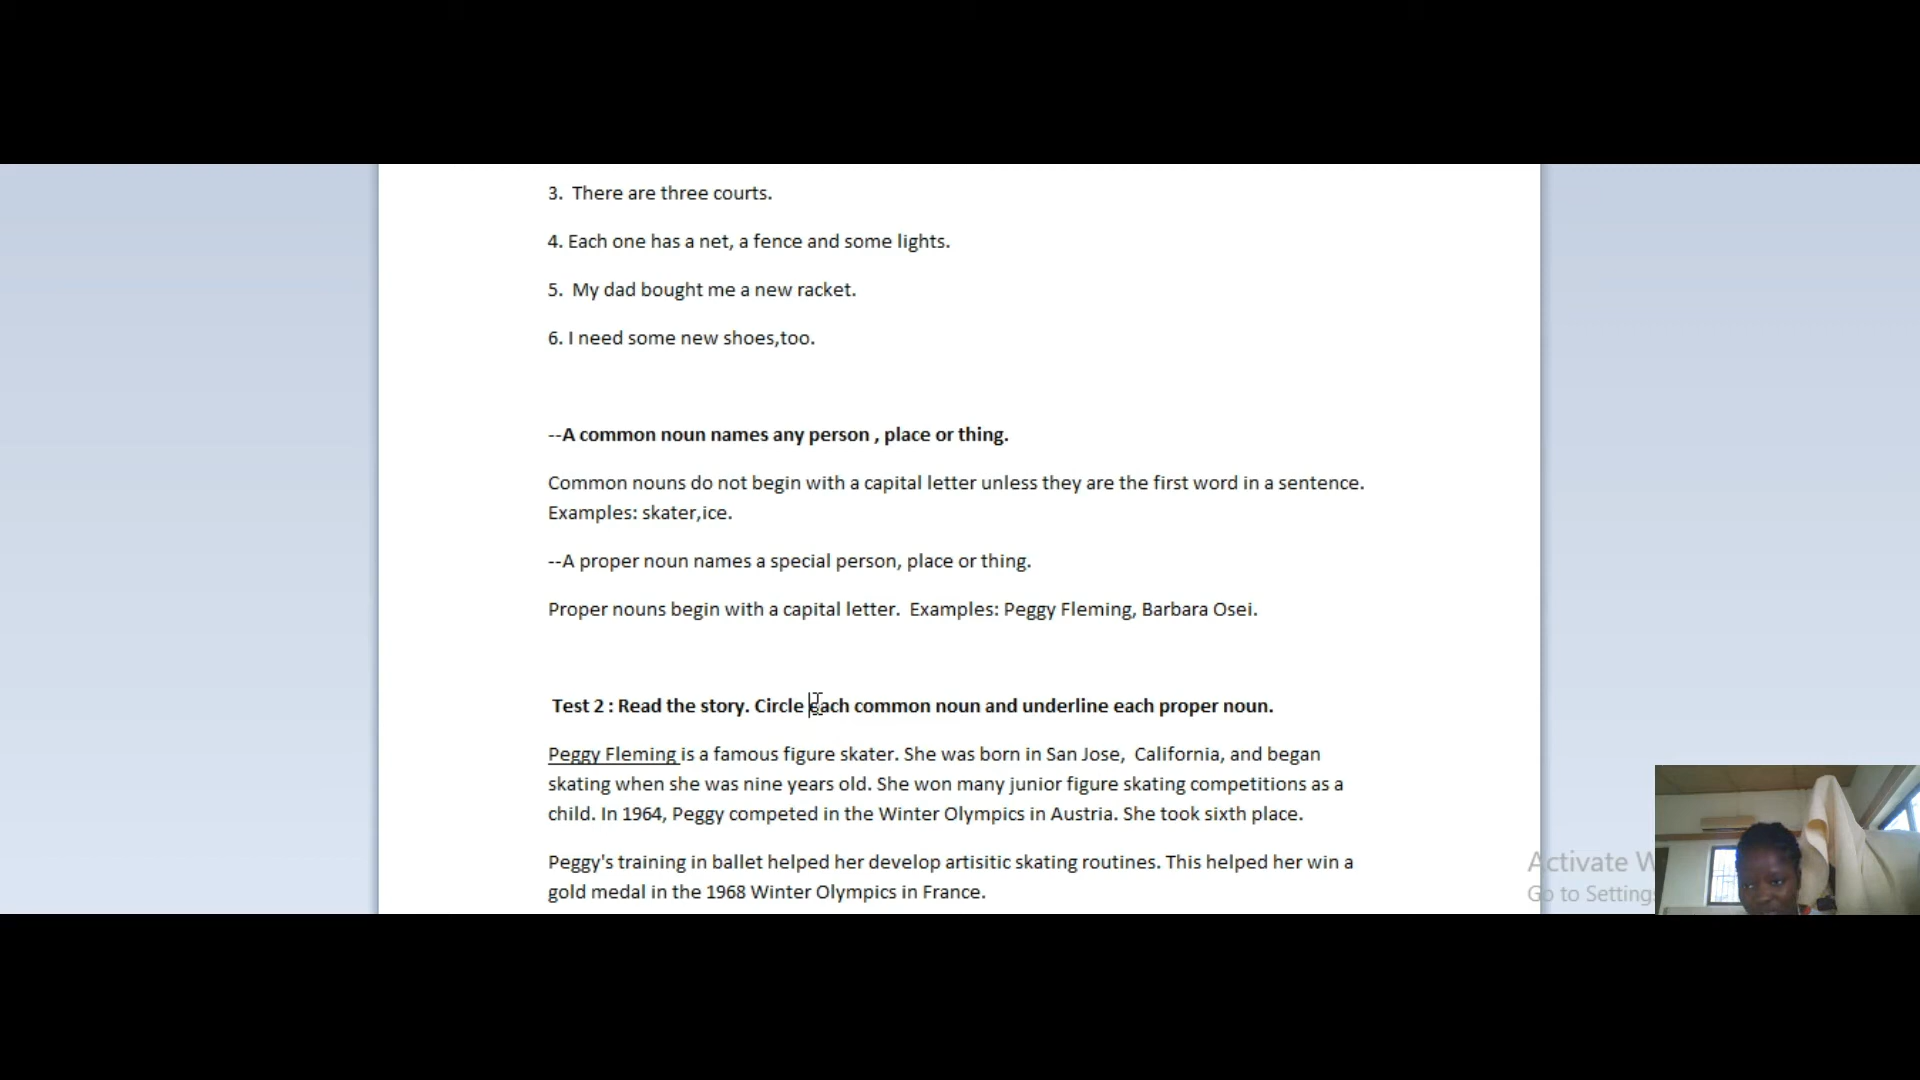 3.  There are three courts.
4. Each one has a net, a fence and some lights.
5.  My dad bought me a new racket.
6. I need some new shoes,too.
--A common noun names any person , place or thing.
Common nouns do not begin with a capital letter unless they are the first word in a sentence.
Examples: skater,ice.
--A proper noun names a special person, place or thing.
Proper nouns begin with a capital letter.  Examples: Peggy Fleming, Barbara Osei.
Test 2 : Read the story. Circle each common noun and underline each proper noun.
Peggy Fleming is a famous figure skater. She was born in San Jose,  California, and began
skating when she was nine years old. She won many junior figure skating competitions as a
child. In 1964, Peggy competed in the Winter Olympics in Austria. She took sixth place.
Peggy's training in ballet helped her develop artisitic skating routines. This helped her win a
gold medal in the 1968 Winter Olympics in France.
Activate W
Go to Setting